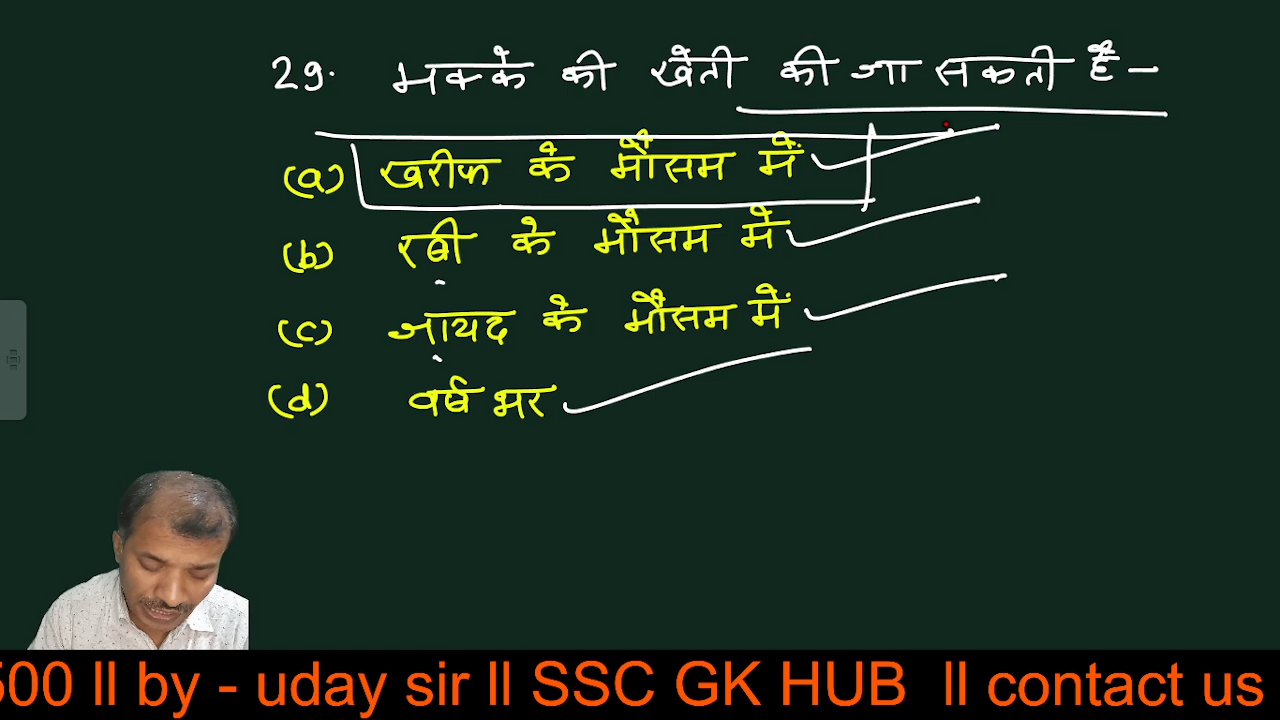 29. मक्के की खेती की जा सकती है -
(a) खरीफ के मौसम में
(b) रबी के मौसम में
(c) जायद के मौसम में
(d) वर्ष भर
500 ll by - uday sir ll SSC GK HUB ll contact us